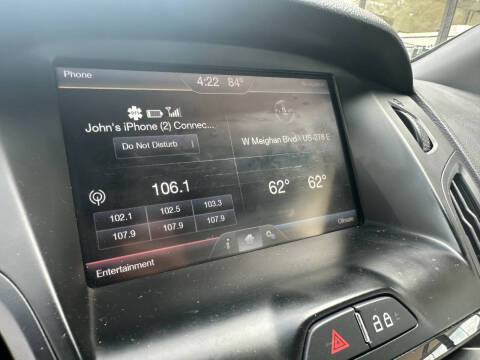 Phone
4:22 84°
John's iPhone (2) Connec...
Do Not Disturb
W Meighan Blvd \ US-278 E
106.1
62° 62°
102.1 102.5 103.3
107.9 107.9 107.9
Entertainment
i
Climate